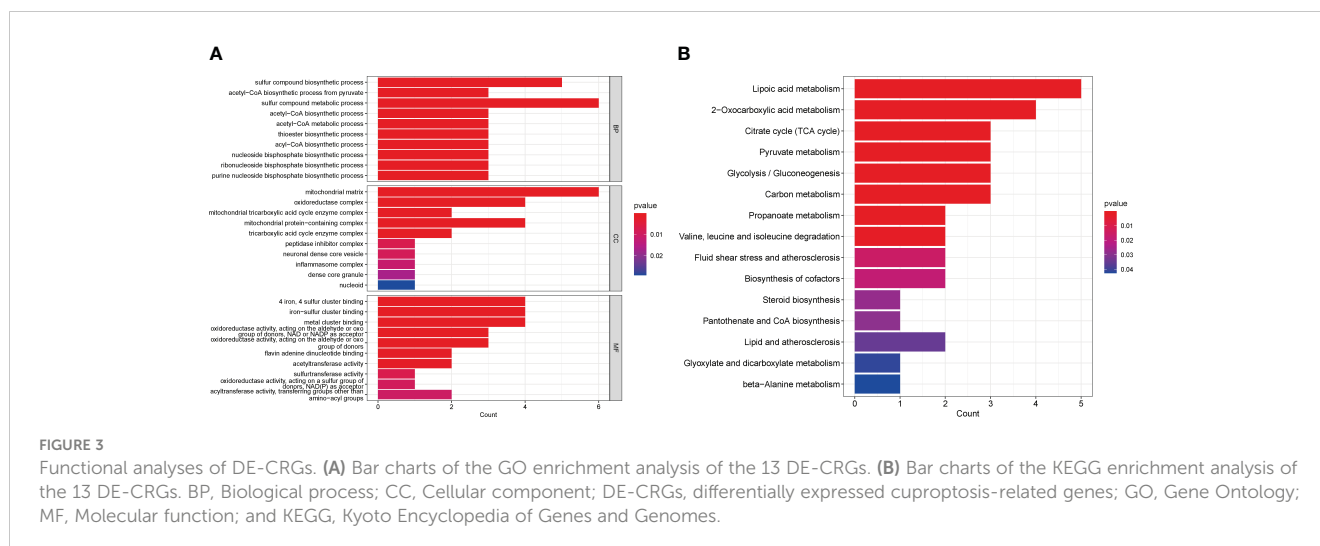 A
sulfur compound biosynthetic process
acetyl−CoA biosynthetic process from pyruvate
sulfur compound metabolic process
acetyl−CoA biosynthetic process
acetyl−CoA metabolic process
thioester biosynthetic process
acyl−CoA biosynthetic process
nucleoside bisphosphate biosynthetic process
ribonucleoside bisphosphate biosynthetic process
purine nucleoside bisphosphate biosynthetic process
BP
mitochondrial matrix
oxidoreductase complex
mitochondrial tricarboxylic acid cycle enzyme complex
mitochondrial protein−containing complex
tricarboxylic acid cycle enzyme complex
peptidase inhibitor complex
neuronal dense core vesicle
inflammasome complex
dense core granule
nucleoid
CC
4 iron, 4 sulfur cluster binding
iron−sulfur cluster binding
metal cluster binding
oxidoreductase activity, acting on the aldehyde or oxo
group of donors, NAD or NADP as acceptor
oxidoreductase activity, acting on the aldehyde or oxo
group of donors
flavin adenine dinucleotide binding
acetyltransferase activity
sulfurtransferase activity
oxidoreductase activity, acting on a sulfur group of
donors, NAD(P) as acceptor
acyltransferase activity, transferring groups other than
amino−acyl groups
MF
0 2 4 6
Count
pvalue
0.01
0.02
B
Lipoic acid metabolism
2−Oxocarboxylic acid metabolism
Citrate cycle (TCA cycle)
Pyruvate metabolism
Glycolysis / Gluconeogenesis
Carbon metabolism
Propanoate metabolism
Valine, leucine and isoleucine degradation
Fluid shear stress and atherosclerosis
Biosynthesis of cofactors
Steroid biosynthesis
Pantothenate and CoA biosynthesis
Lipid and atherosclerosis
Glyoxylate and dicarboxylate metabolism
beta−Alanine metabolism
0 1 2 3 4 5
Count
pvalue
0.01
0.02
0.03
0.04
FIGURE 3
Functional analyses of DE-CRGs. (A) Bar charts of the GO enrichment analysis of the 13 DE-CRGs. (B) Bar charts of the KEGG enrichment analysis of
the 13 DE-CRGs. BP, Biological process; CC, Cellular component; DE-CRGs, differentially expressed cuproptosis-related genes; GO, Gene Ontology;
MF, Molecular function; and KEGG, Kyoto Encyclopedia of Genes and Genomes.